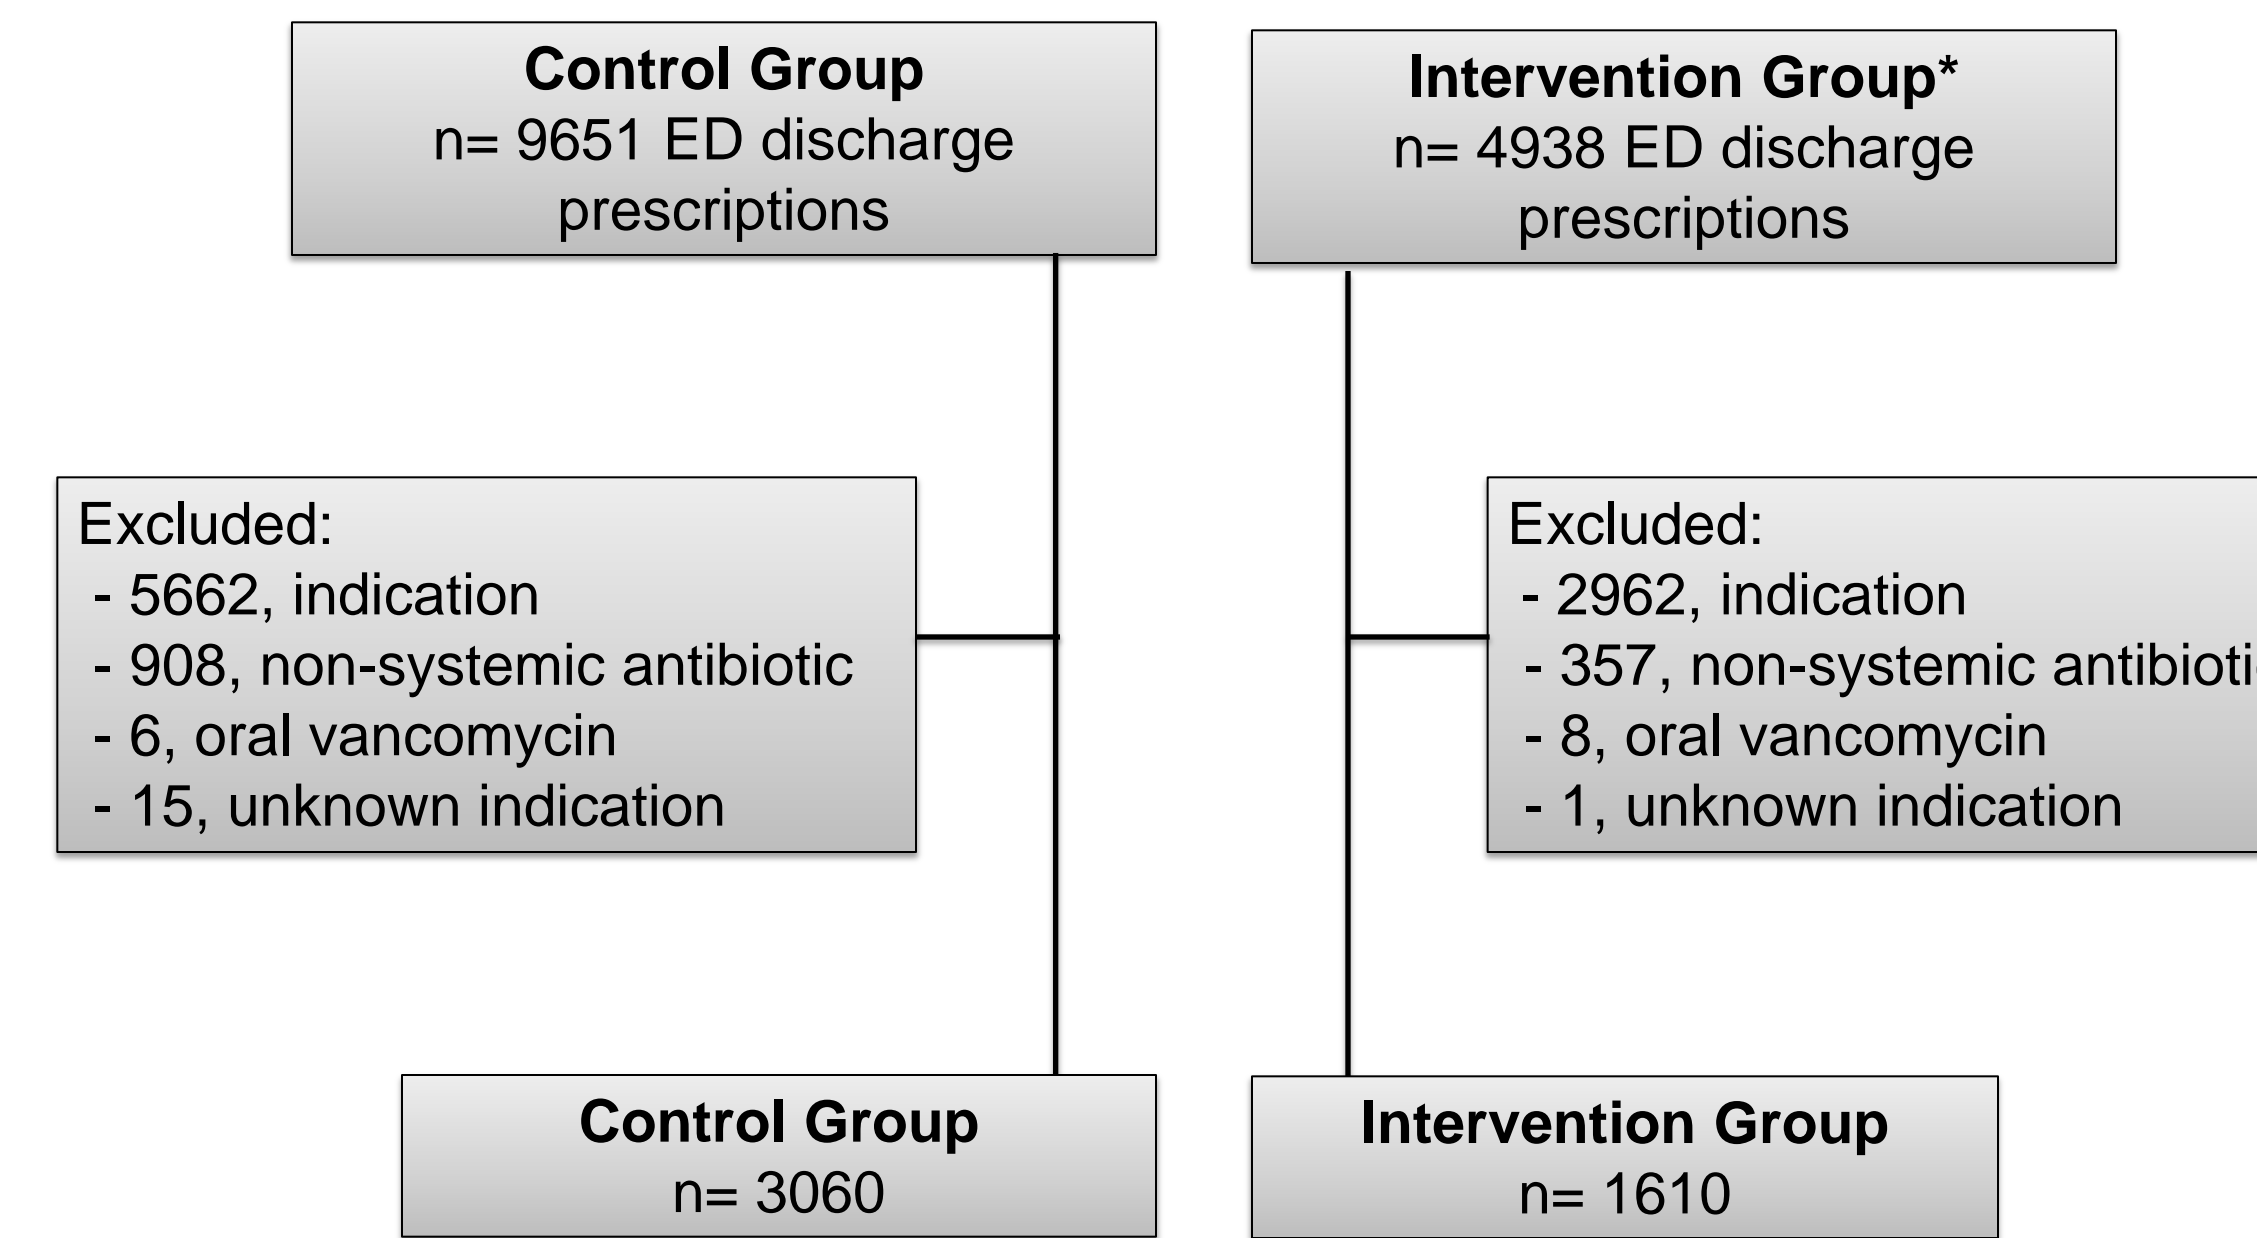 Control Group
n= 9651 ED discharge
prescriptions
Intervention Group*
n= 4938 ED discharge
prescriptions
Excluded:
- 5662, indication
- 908, non-systemic antibiotic
- 6, oral vancomycin
- 15, unknown indication
Excluded:
- 2962, indication
- 357, non-systemic
- 8, oral vancomycin
- 1, unknown indication
Control Group
n= 3060
Intervention Group
n= 1610